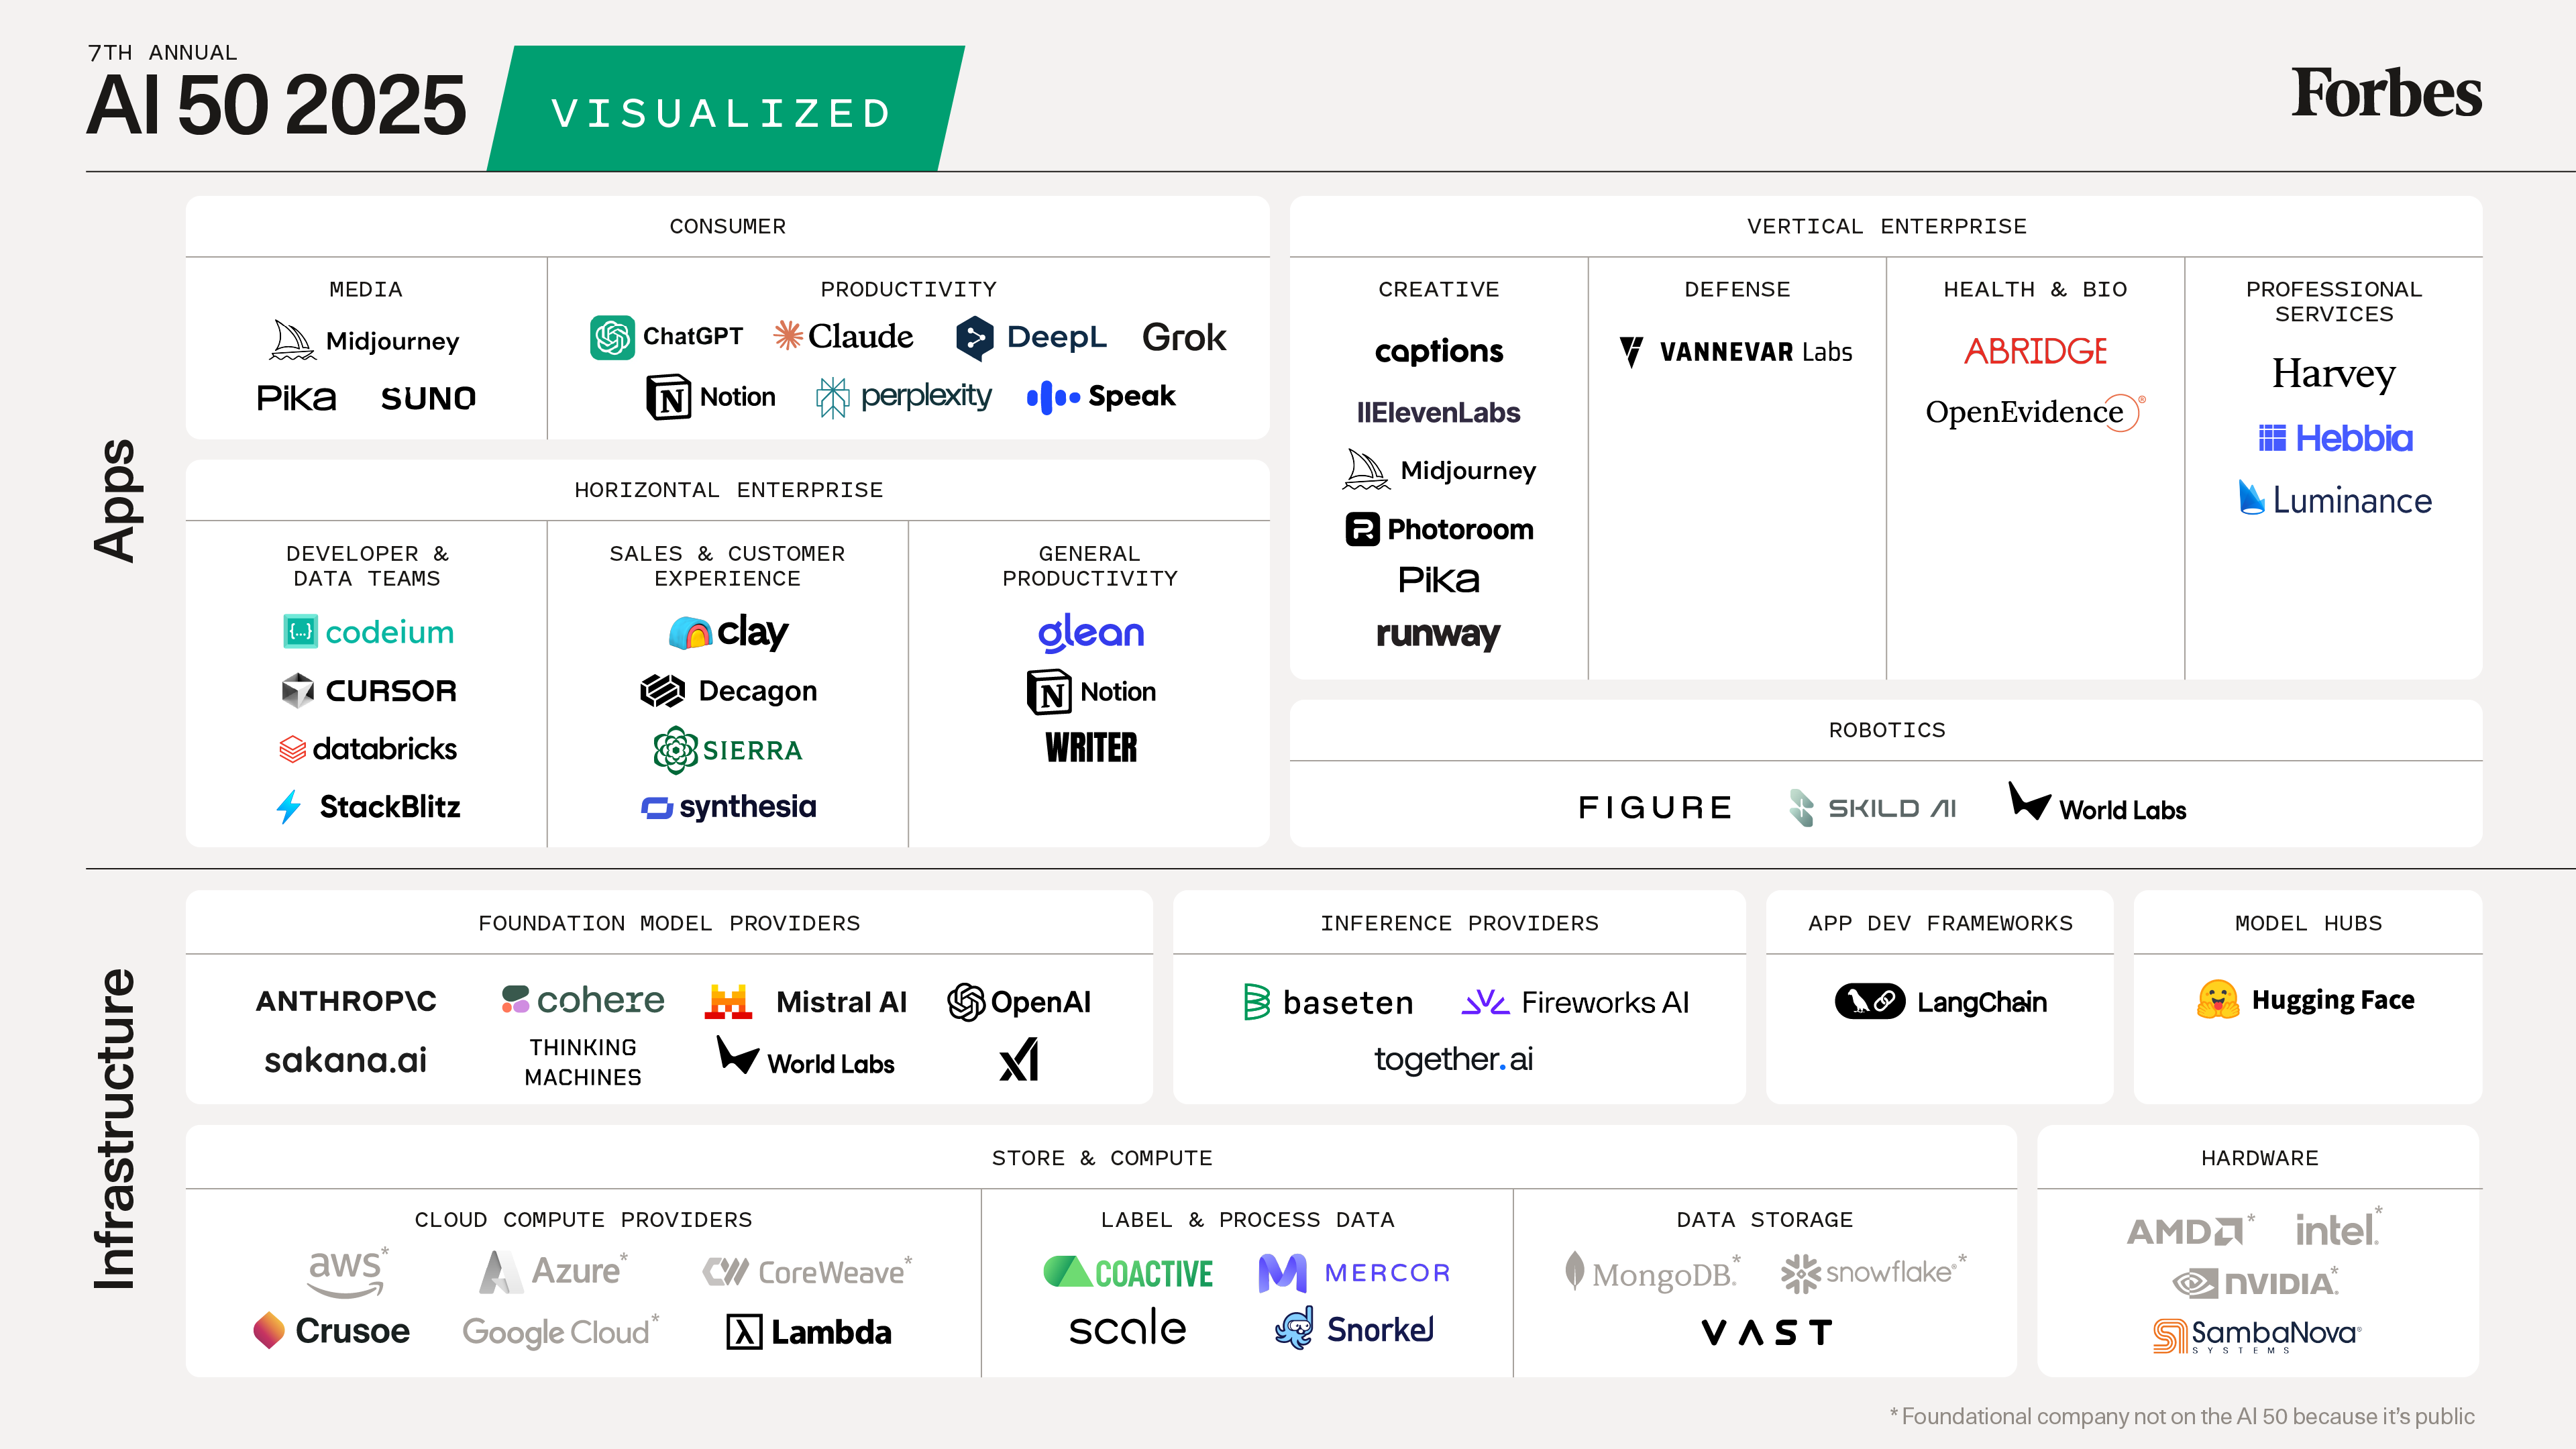 7TH ANNUAL
AI 50 2025
VISUALIZED
Forbes
Apps
CONSUMER
MEDIA
Midjourney
Pika SUNO
PRODUCTIVITY
ChatGPT Claude DeepL Grok
Notion perplexity Speak
HORIZONTAL ENTERPRISE
DEVELOPER &
DATA TEAMS
{...} codeium
CURSOR
databricks
StackBlitz
SALES & CUSTOMER
EXPERIENCE
clay
Decagon
SIERRA
synthesia
GENERAL
PRODUCTIVITY
glean
Notion
WRITER
VERTICAL ENTERPRISE
CREATIVE
captions
IIElevenLabs
Midjourney
Photoroom
Pika
runway
DEFENSE
VANNEVAR Labs
HEALTH & BIO
ABRIDGE
OpenEvidence®
PROFESSIONAL
SERVICES
Harvey
Hebbia
Luminance
ROBOTICS
FIGURE SKILD AI World Labs
Infrastructure
FOUNDATION MODEL PROVIDERS
ANTHROP\C cohere Mistral AI OpenAI
sakana.ai THINKING MACHINES World Labs xAI
INFERENCE PROVIDERS
baseten Fireworks AI
together.ai
APP DEV FRAMEWORKS
LangChain
MODEL HUBS
Hugging Face
STORE & COMPUTE
CLOUD COMPUTE PROVIDERS
aws* Azure* CoreWeave*
Crusoe Google Cloud* Lambda
LABEL & PROCESS DATA
COACTIVE MERCOR
scale Snorkel
DATA STORAGE
MongoDB.* snowflake®*
VAST
HARDWARE
AMD* intel.*
NVIDIA.*
SambaNova®
SYSTEMS
* Foundational company not on the AI 50 because it's public